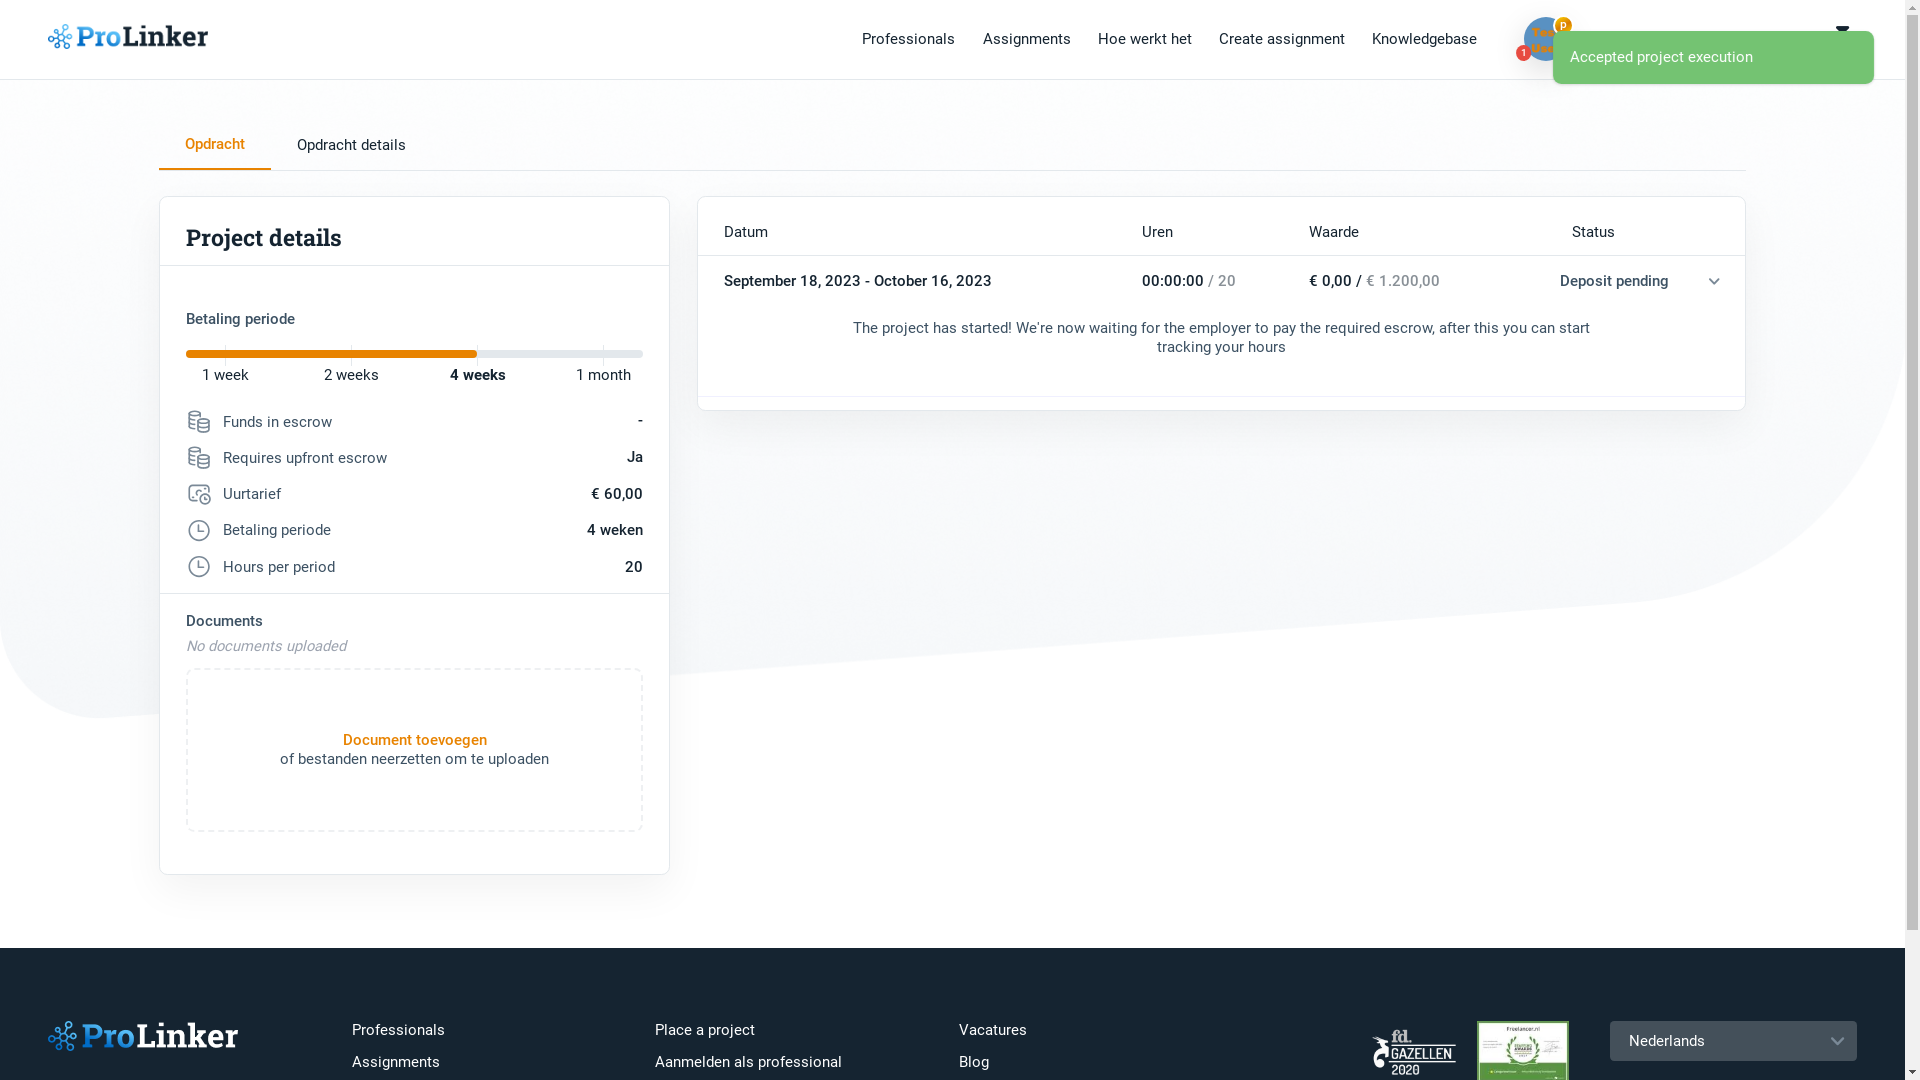 ProLinker
Professionals
Assignments
Hoe werkt het
Create assignment
Knowledgebase
p
1
Accepted project execution
Opdracht
Opdracht details
Project details
Betaling periode
1 week
2 weeks
4 weeks
1 month
Funds in escrow
-
Requires upfront escrow
Ja
Uurtarief
€ 60,00
Betaling periode
4 weken
Hours per period
20
Documents
No documents uploaded
Document toevoegen
of bestanden neerzetten om te uploaden
Datum
Uren
Waarde
Status
September 18, 2023 - October 16, 2023
00:00:00 / 20
€ 0,00 / € 1.200,00
Deposit pending
The project has started! We're now waiting for the employer to pay the required escrow, after this you can start
tracking your hours
ProLinker
Professionals
Assignments
Place a project
Aanmelden als professional
Vacatures
Blog
fd.
GAZELLEN
2020
Freelancer.nl
Nederlands